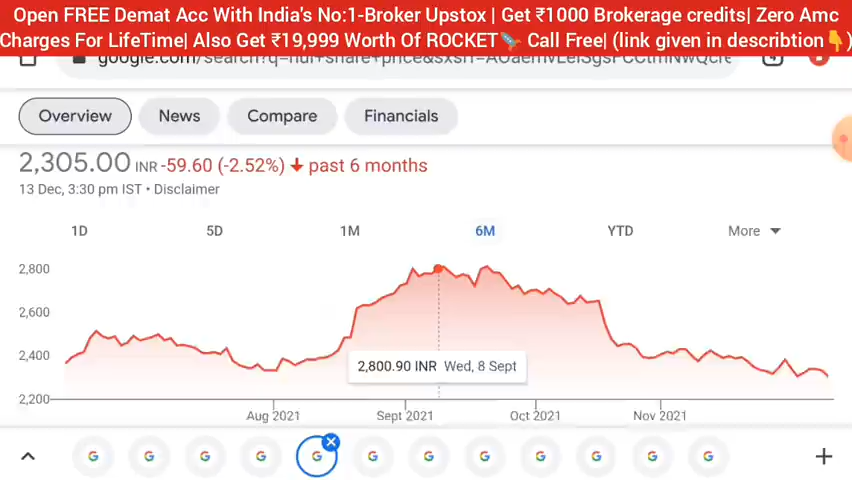 Open FREE Demat Acc With India's No:1-Broker Upstox | Get ₹1000 Brokerage credits| Zero Amc
Charges For LifeTime| Also Get ₹19,999 Worth Of ROCKET🚀 Call Free| (link given in describtion👇)
Overview
News
Compare
Financials
2,305.00 INR -59.60 (-2.52%) ↓ past 6 months
13 Dec, 3:30 pm IST • Disclaimer
1D
5D
1M
6M
YTD
More
2,800
2,600
2,400
2,200
2,800.90 INR Wed, 8 Sept
Aug 2021
Sept 2021
Oct 2021
Nov 2021